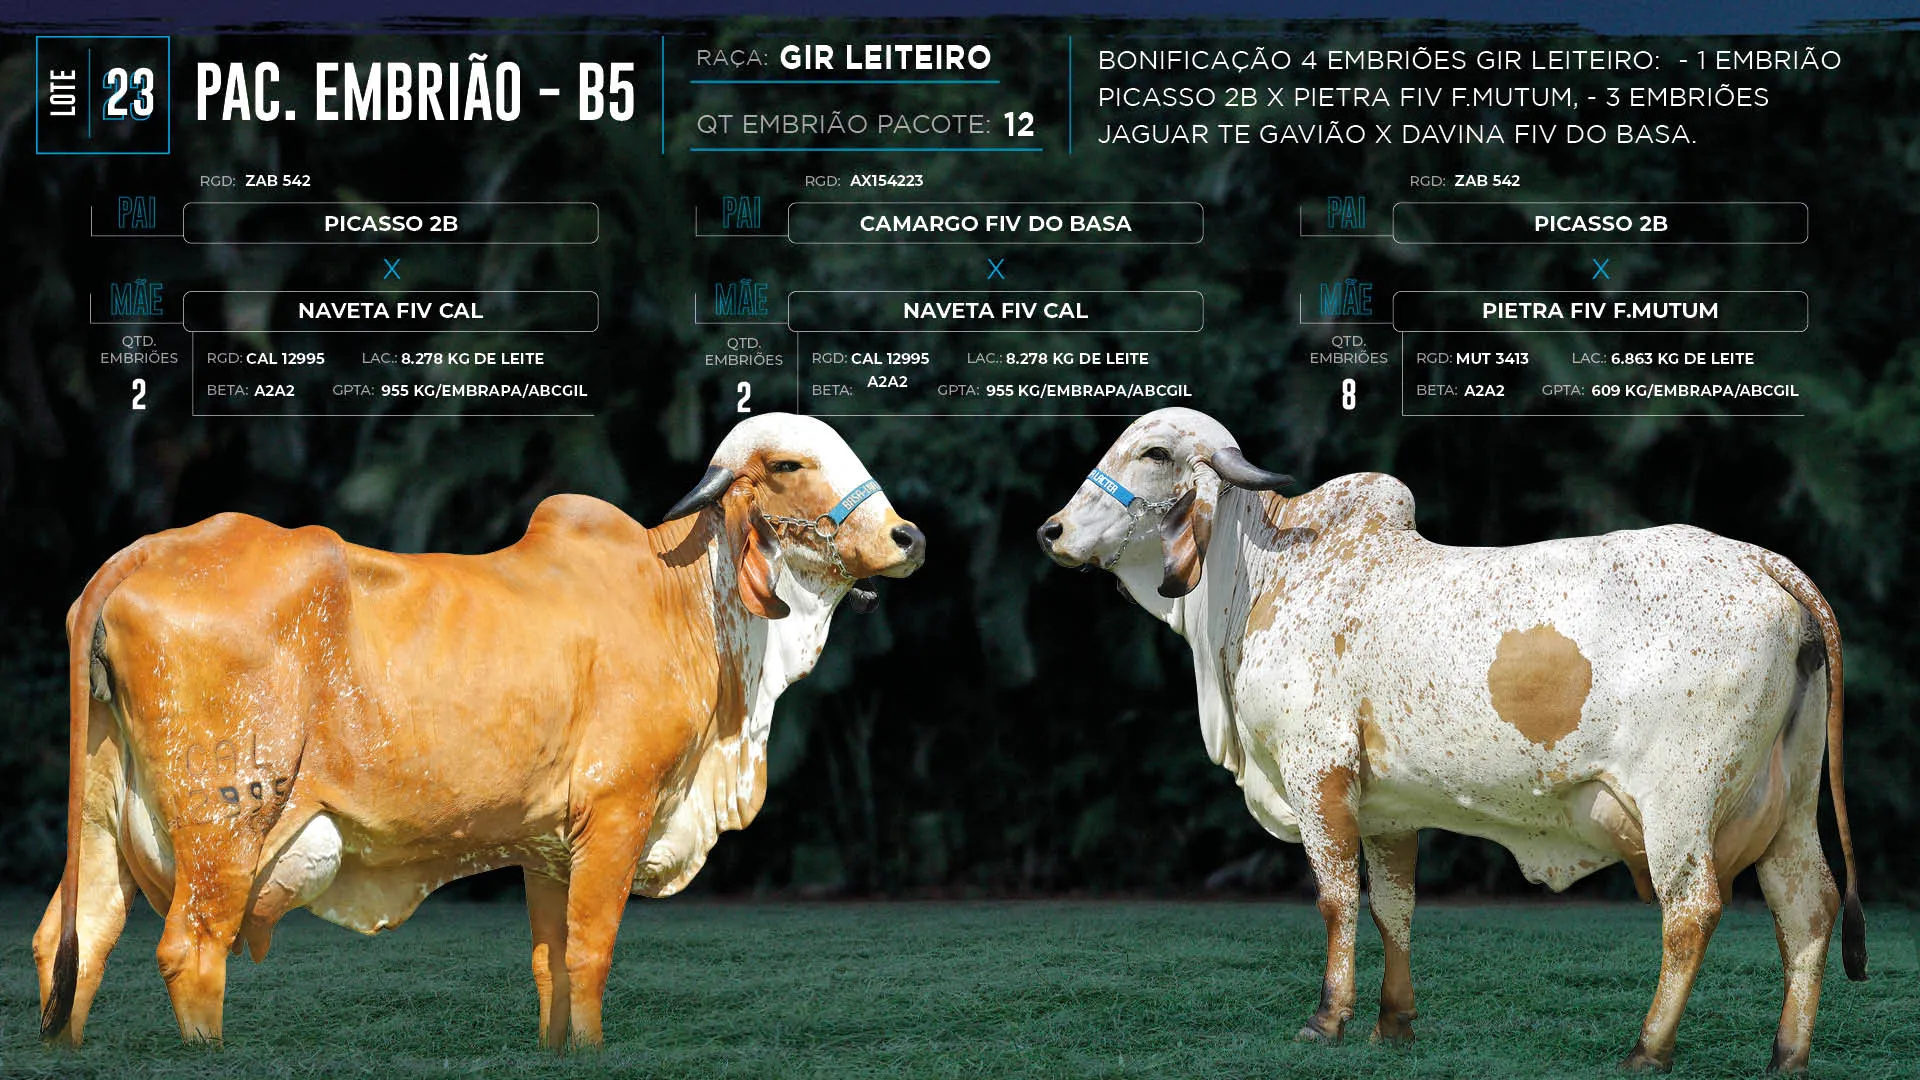 LOTE
23
PAC. EMBRIÃO - B5
RAÇA: GIR LEITEIRO
QT EMBRIÃO PACOTE: 12
BONIFICAÇÃO 4 EMBRIÕES GIR LEITEIRO: - 1 EMBRIÃO
PICASSO 2B X PIETRA FIV F.MUTUM, - 3 EMBRIÕES
JAGUAR TE GAVIÃO X DAVINA FIV DO BASA.
RGD: ZAB 542
PAI
PICASSO 2B
X
MÃE
NAVETA FIV CAL
QTD.
EMBRIÕES
2
RGD: CAL 12995 LAC.: 8.278 KG DE LEITE
BETA: A2A2 GPTA: 955 KG/EMBRAPA/ABCGIL
RGD: AX154223
PAI
CAMARGO FIV DO BASA
X
MÃE
NAVETA FIV CAL
QTD.
EMBRIÕES
2
RGD: CAL 12995 LAC.: 8.278 KG DE LEITE
BETA: A2A2 GPTA: 955 KG/EMBRAPA/ABCGIL
RGD: ZAB 542
PAI
PICASSO 2B
X
MÃE
PIETRA FIV F.MUTUM
QTD.
EMBRIÕES
8
RGD: MUT 3413 LAC.: 6.863 KG DE LEITE
BETA: A2A2 GPTA: 609 KG/EMBRAPA/ABCGIL
CAL